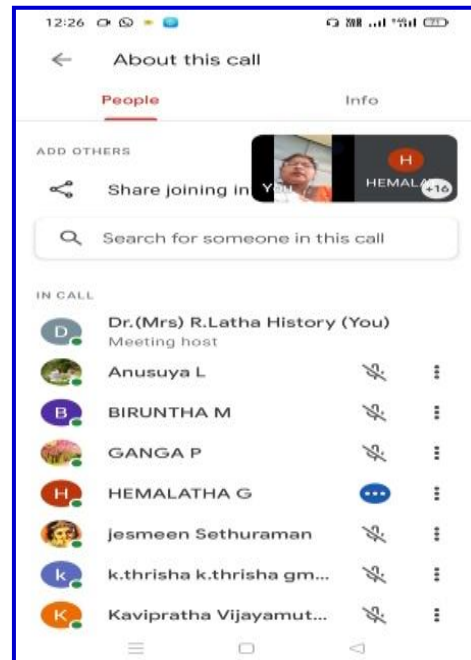 12:26
About this call
People Info
ADD OTHERS
Share joining in
You
H
HEMALA
+16
Search for someone in this call
IN CALL
D Dr.(Mrs) R.Latha History (You)
Meeting host
Anusuya L
B BIRUNTHA M
GANGA P
H HEMALATHA G
jesmeen Sethuraman
k k.thrisha k.thrisha gm...
K Kavipratha Vijayamut...